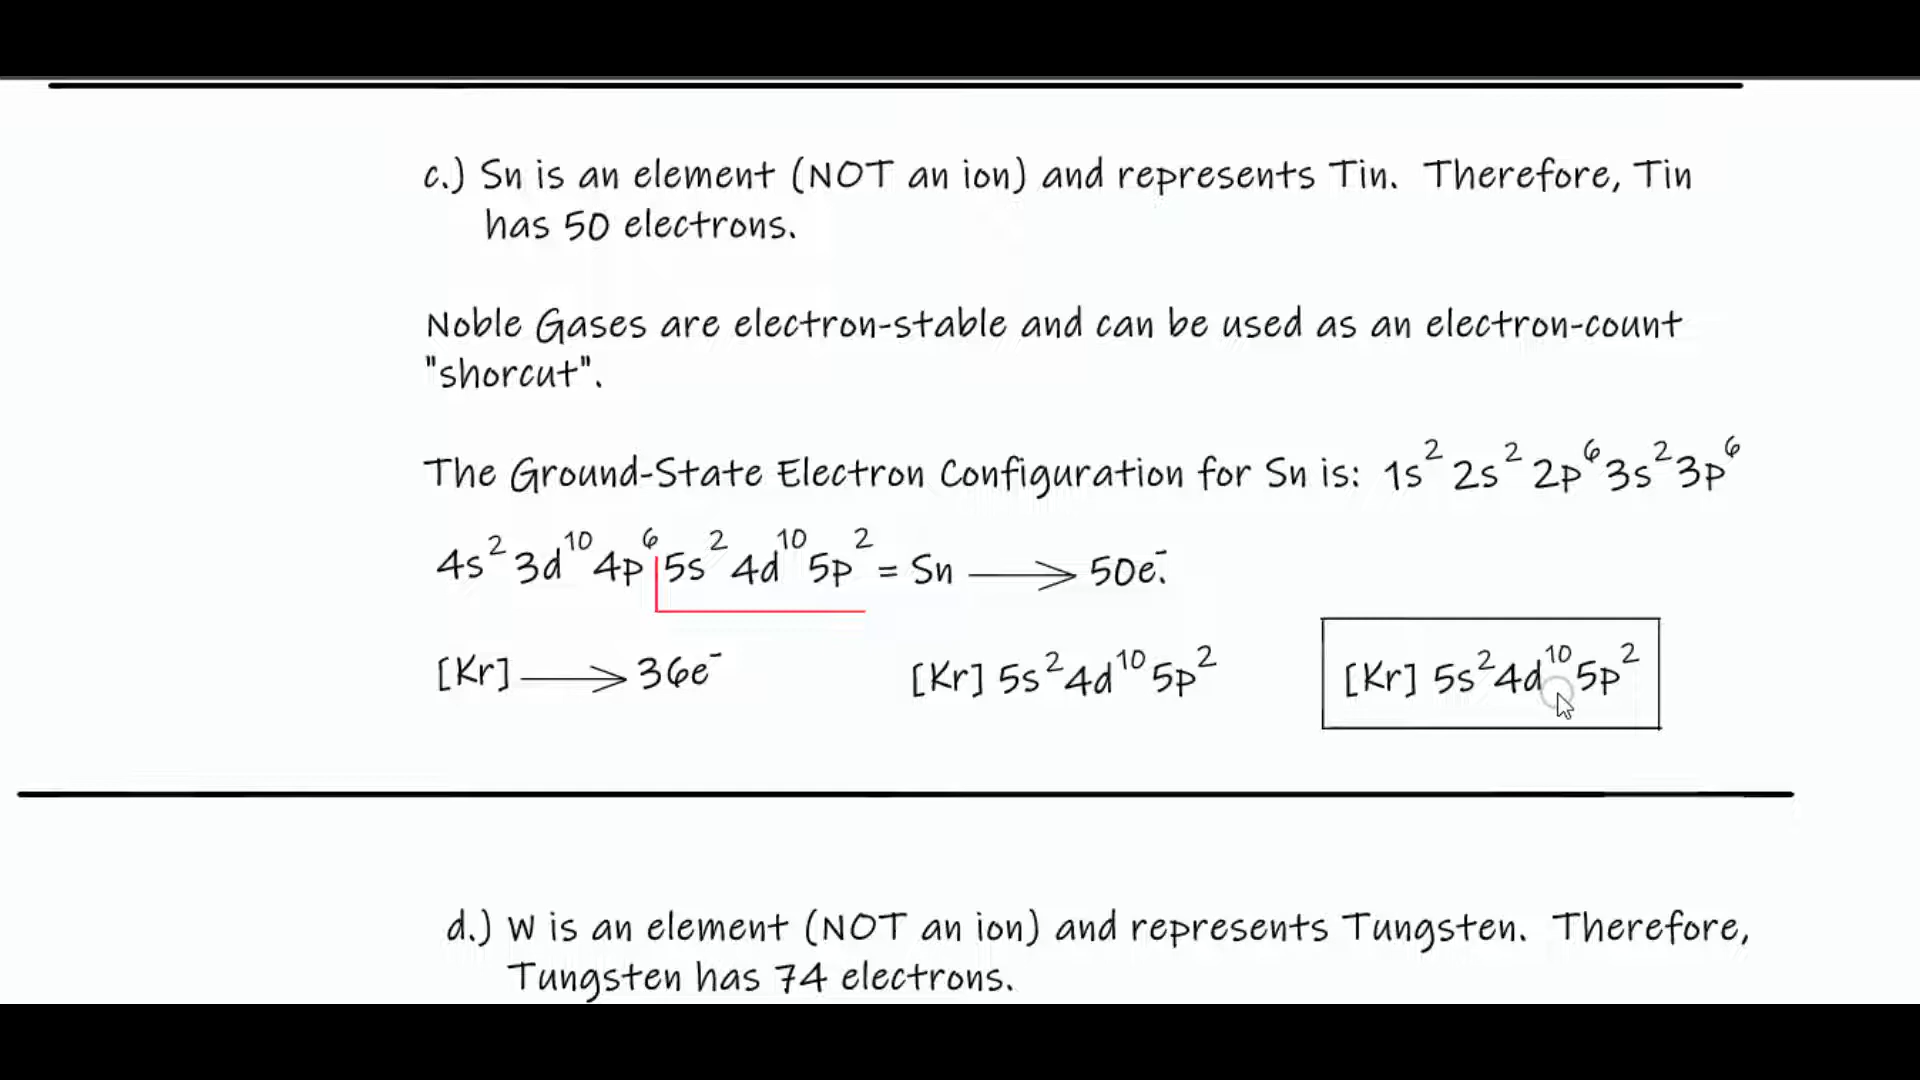 c.) Sn is an element (NOT an ion) and represents Tin. Therefore, Tin
has 50 electrons.
Noble Gases are electron-stable and can be used as an electron-count
"shorcut".
The Ground-State Electron Configuration for Sn is: 1s² 2s² 2p⁶ 3s² 3p⁶
4s² 3d¹⁰ 4p⁶ 5s² 4d¹⁰ 5p² = Sn ⟶ 50e⁻.
[Kr] ⟶ 36e⁻ [Kr] 5s² 4d¹⁰ 5p² [Kr] 5s² 4d¹⁰ 5p²
d.) W is an element (NOT an ion) and represents Tungsten. Therefore,
Tungsten has 74 electrons.